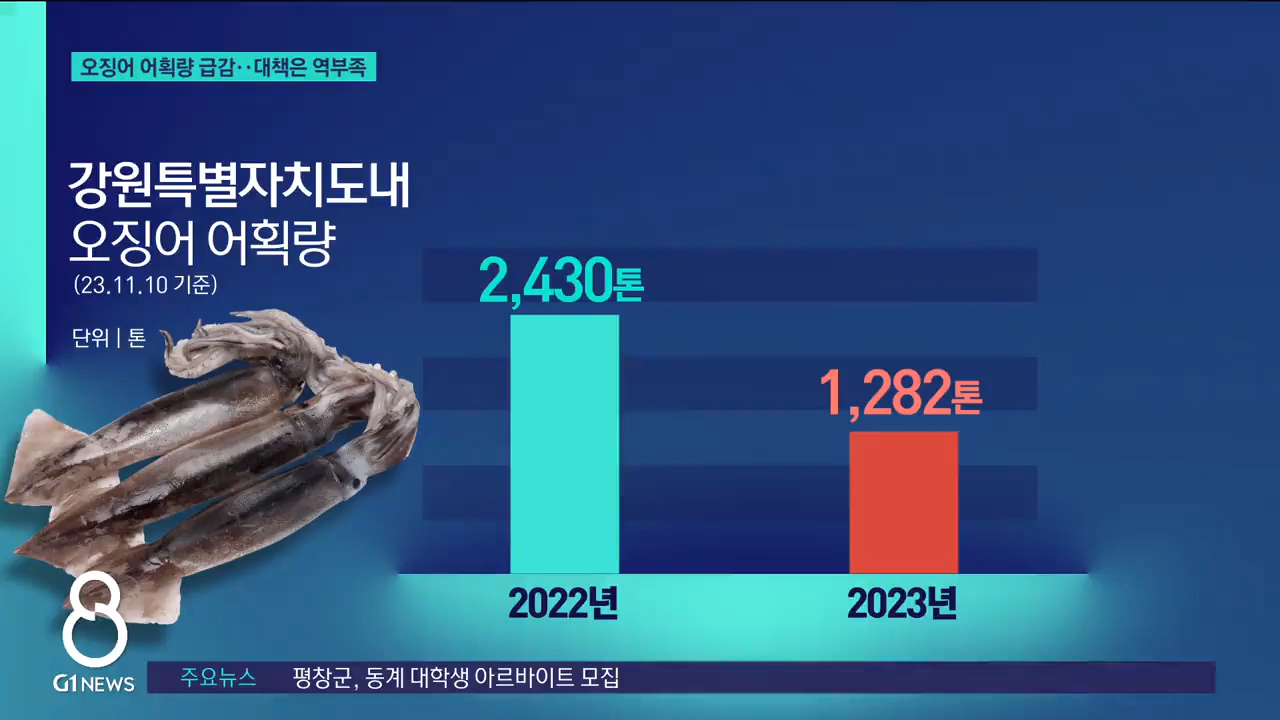 오징어 어획량 급감‥대책은 역부족
강원특별자치도내
오징어 어획량
(23.11.10 기준)
단위 | 톤
2,430톤
1,282톤
2022년
2023년
8
G1 NEWS
주요뉴스 평창군, 동계 대학생 아르바이트 모집